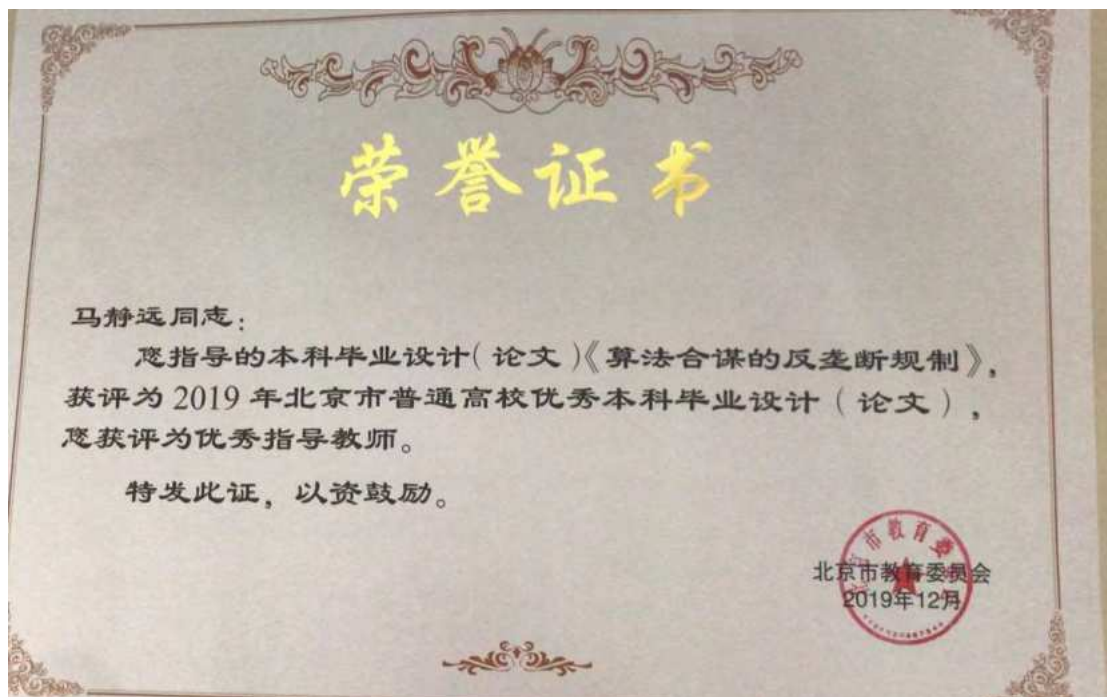 荣誉证书
马静远同志:
您指导的本科毕业设计(论文)《算法合谋的反垄断规制》,
获评为 2019 年北京市普通高校优秀本科毕业设计(论文),
您获评为优秀指导教师。
特发此证,以资鼓励。
北京市教育委员会
2019年12月